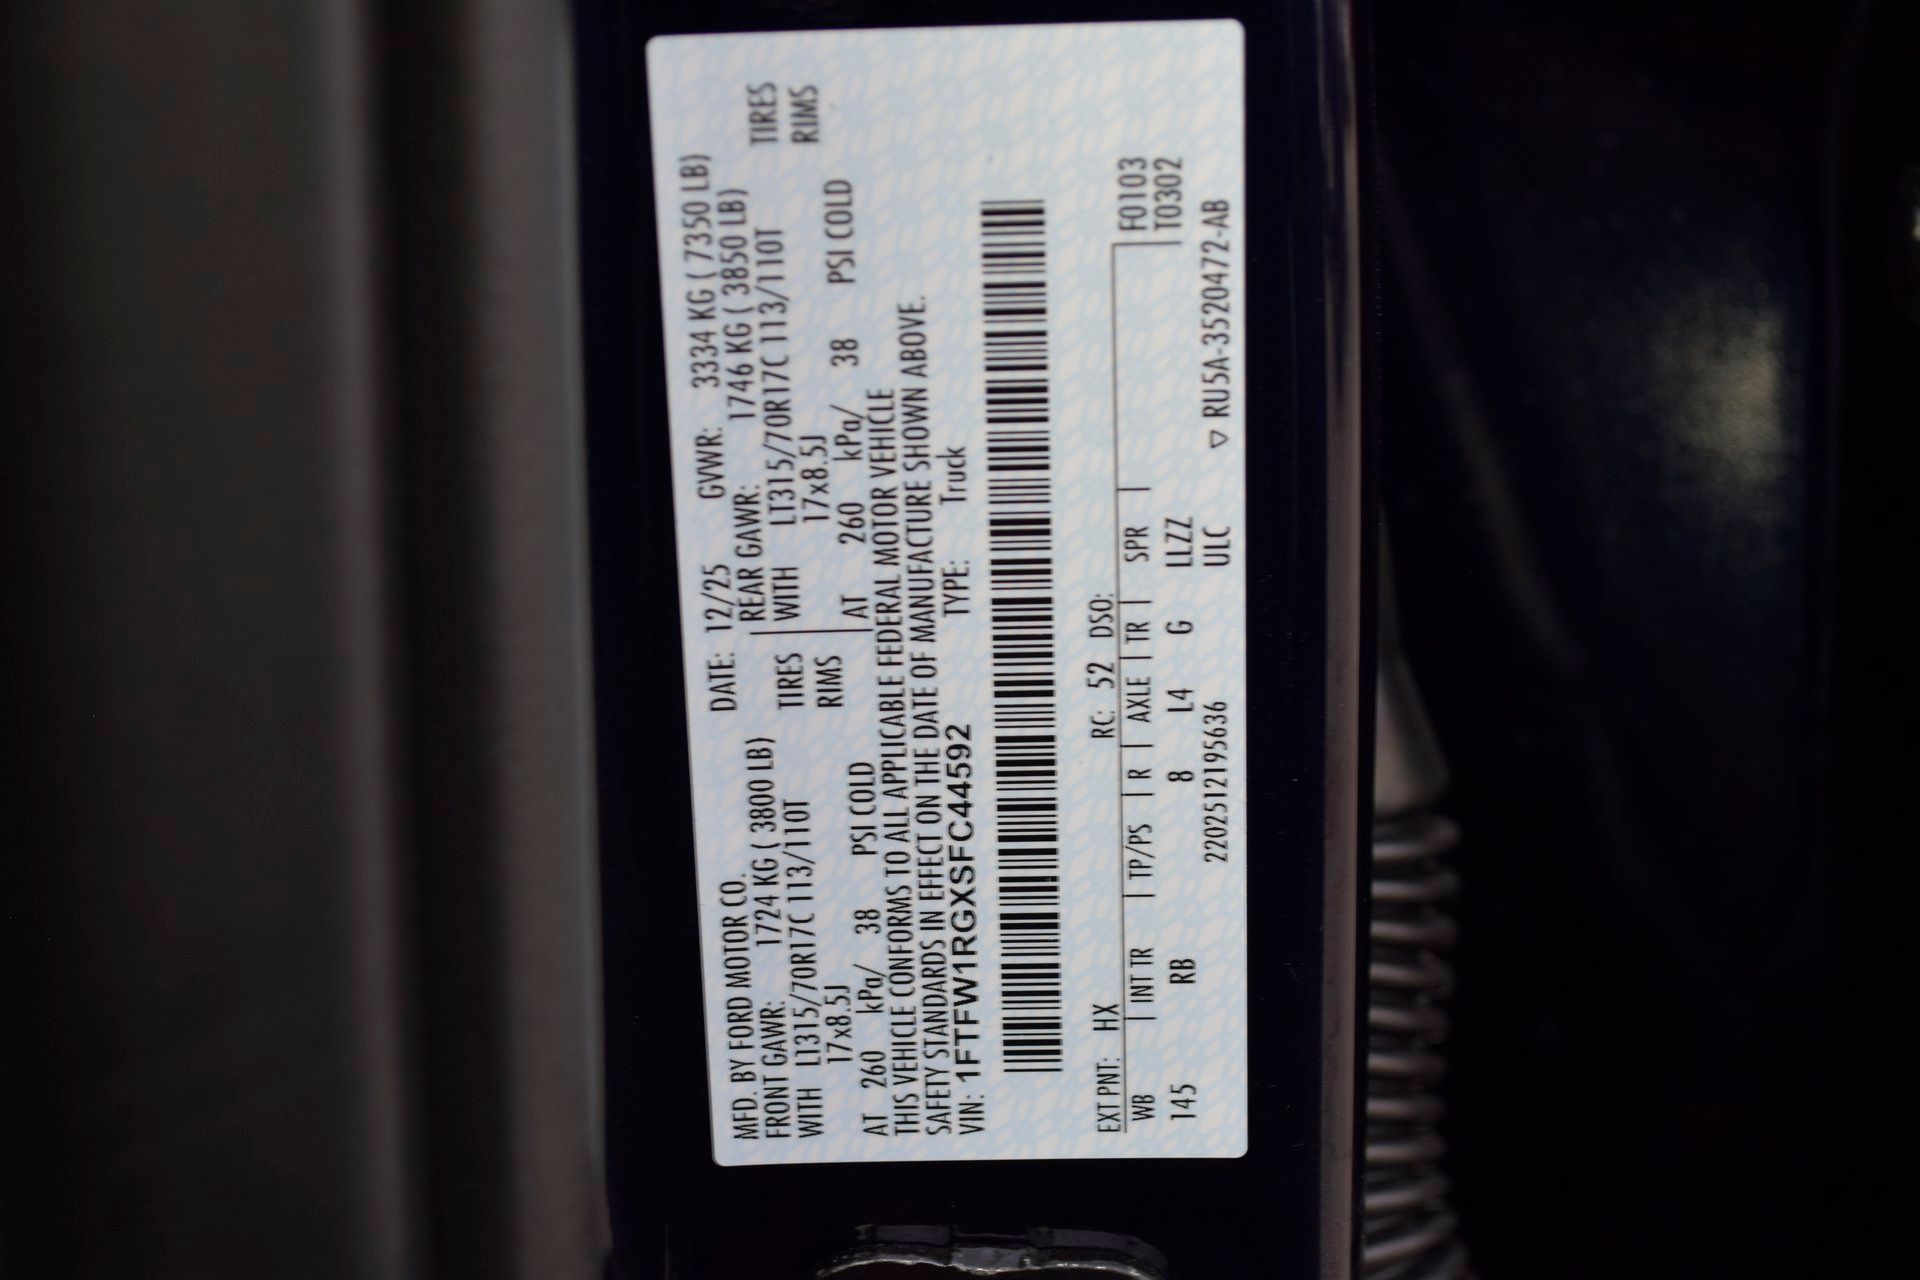 MFD. BY FORD MOTOR CO. DATE: 12/25 GVWR: 3334 KG ( 7350 LB)
FRONT GAWR: 1724 KG ( 3800 LB) REAR GAWR: 1746 KG ( 3850 LB)
WITH LT315/70R17C 113/110T TIRES WITH LT315/70R17C 113/110T TIRES
17x8.5J RIMS 17x8.5J RIMS
AT 260 kPa/ 38 PSI COLD AT 260 kPa/ 38 PSI COLD
THIS VEHICLE CONFORMS TO ALL APPLICABLE FEDERAL MOTOR VEHICLE
SAFETY STANDARDS IN EFFECT ON THE DATE OF MANUFACTURE SHOWN ABOVE.
VIN: 1FTFW1RGXSFC44592 TYPE: Truck
EXT PNT: HX RC: 52 DSO: F0103
WB | INT TR | TP/PS | R | AXLE | TR | SPR | T0302
145 RB 8 L4 G LLZZ
2202512195636 ULC ▽ RU5A-3520472-AB